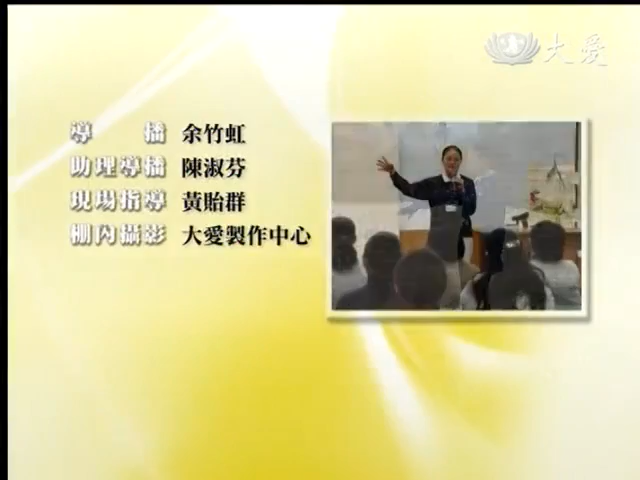 大愛
導播 余竹虹
助理導播 陳淑芬
現場指導 黃貽群
棚內攝影 大愛製作中心